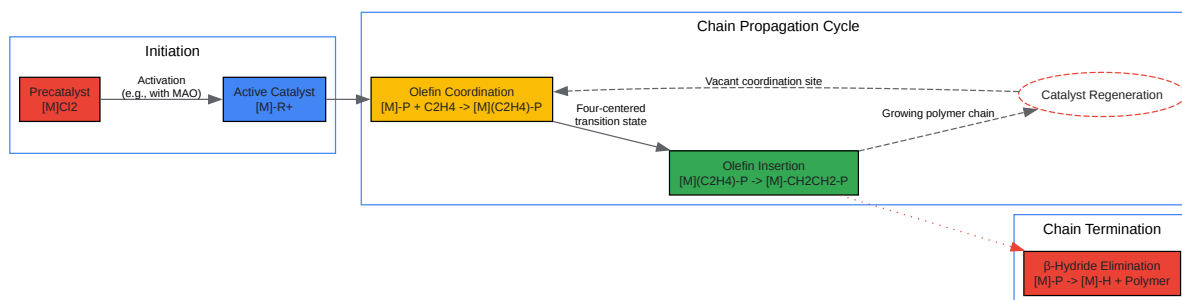 Initiation
Precatalyst
[M]Cl2
Activation
(e.g., with MAO)
Active Catalyst
[M]-R+
Chain Propagation Cycle
Olefin Coordination
[M]-P + C2H4 -> [M](C2H4)-P
Four-centered
transition state
Olefin Insertion
[M](C2H4)-P -> [M]-CH2CH2-P
Vacant coordination site
Growing polymer chain
Catalyst Regeneration
Chain Termination
β-Hydride Elimination
[M]-P -> [M]-H + Polymer